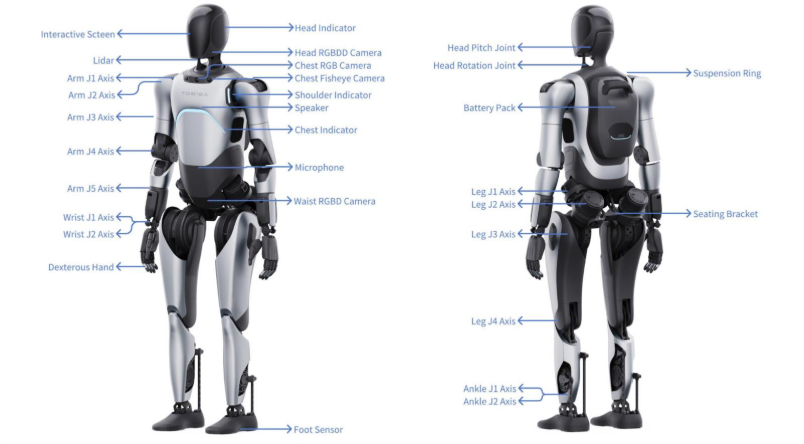 Head Indicator
Interactive Scteen
Head RGBDD Camera
Lidar
Chest RGB Camera
Arm J1 Axis
Chest Fisheye Camera
Arm J2 Axis
Shoulder Indicator
Speaker
Arm J3 Axis
Chest Indicator
Arm J4 Axis
Microphone
Arm J5 Axis
Waist RGBD Camera
Wrist J1 Axis
Wrist J2 Axis
Dexterous Hand
Foot Sensor
Head Pitch Joint
Head Rotation Joint
Suspension Ring
Battery Pack
Leg J1 Axis
Leg J2 Axis
Seating Bracket
Leg J3 Axis
Leg J4 Axis
Ankle J1 Axis
Ankle J2 Axis